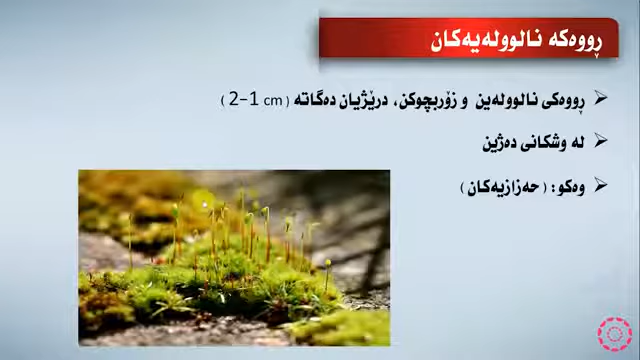 ڕووەکە نالوولەیەکان
ڕووەکی نالوولەین و زۆربچوکن، درێژیان دەگاتە (2-1 cm)
لە وشکانی دەژین
وەکو: (حەزازیەکان)